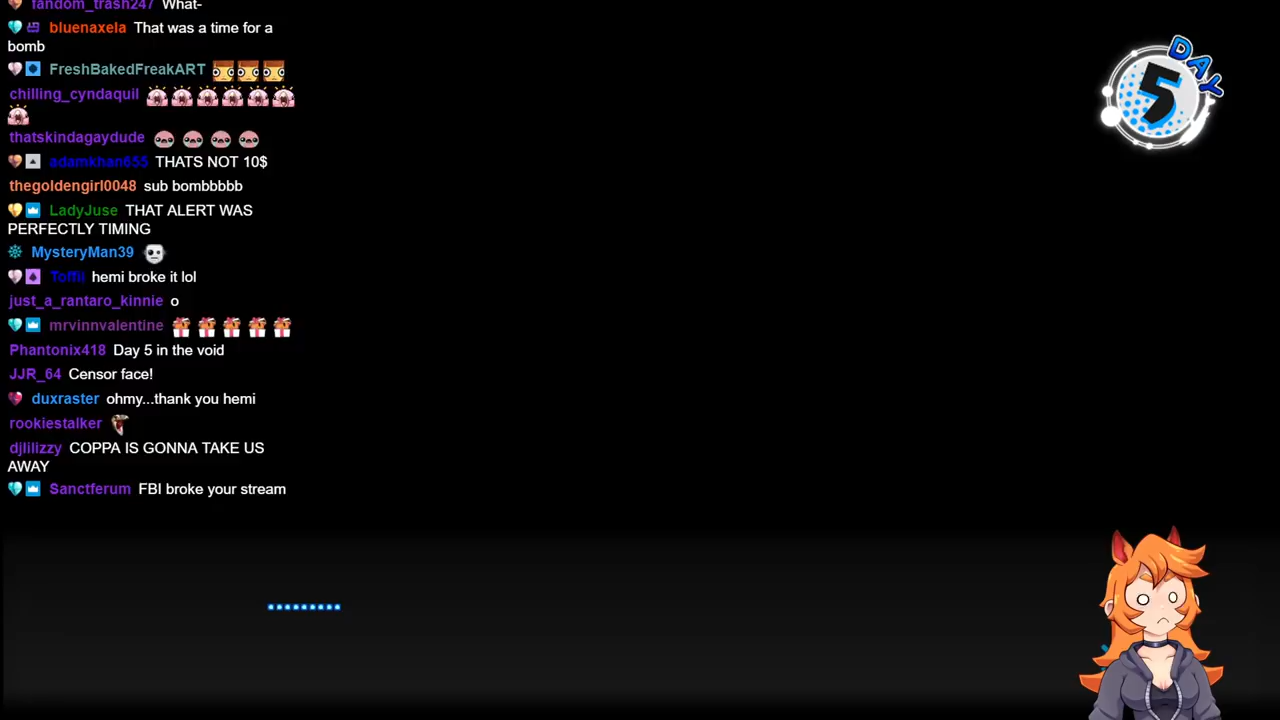 fandom_trash247 What-
bluenaxela That was a time for a
bomb
FreshBakedFreakART
chilling_cyndaquil
thatskindagaydude
adamkhan655 THATS NOT 10$
thegoldengirl0048 sub bombbbbb
LadyJuse THAT ALERT WAS
PERFECTLY TIMING
MysteryMan39
Toffii hemi broke it lol
just_a_rantaro_kinnie o
mrvinnvalentine
Phantonix418 Day 5 in the void
JJR_64 Censor face!
duxraster ohmy...thank you hemi
rookiestalker
djlilizzy COPPA IS GONNA TAKE US
AWAY
Sanctferum FBI broke your stream
DAY
5
.........